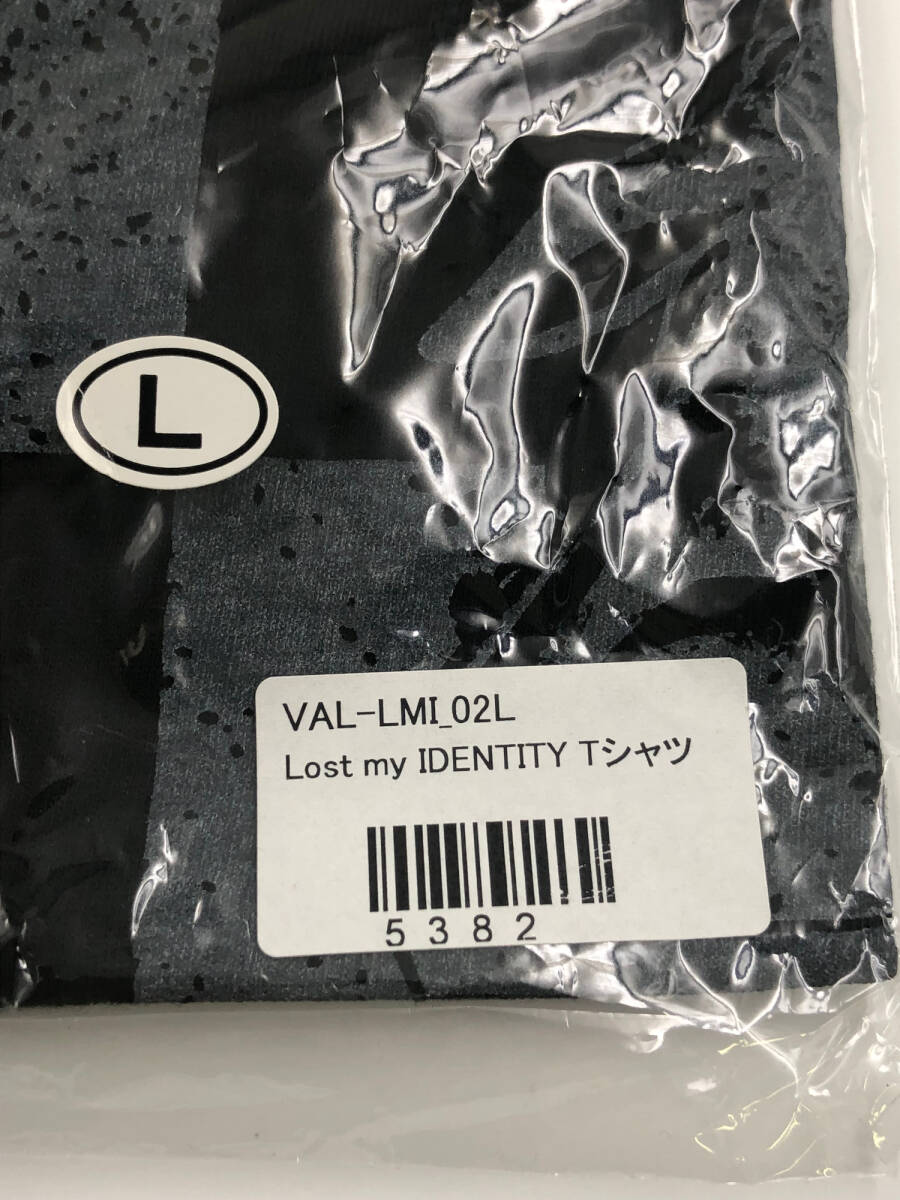 L
VAL-LMI_02L
Lost my IDENTITY Tシャツ
5382